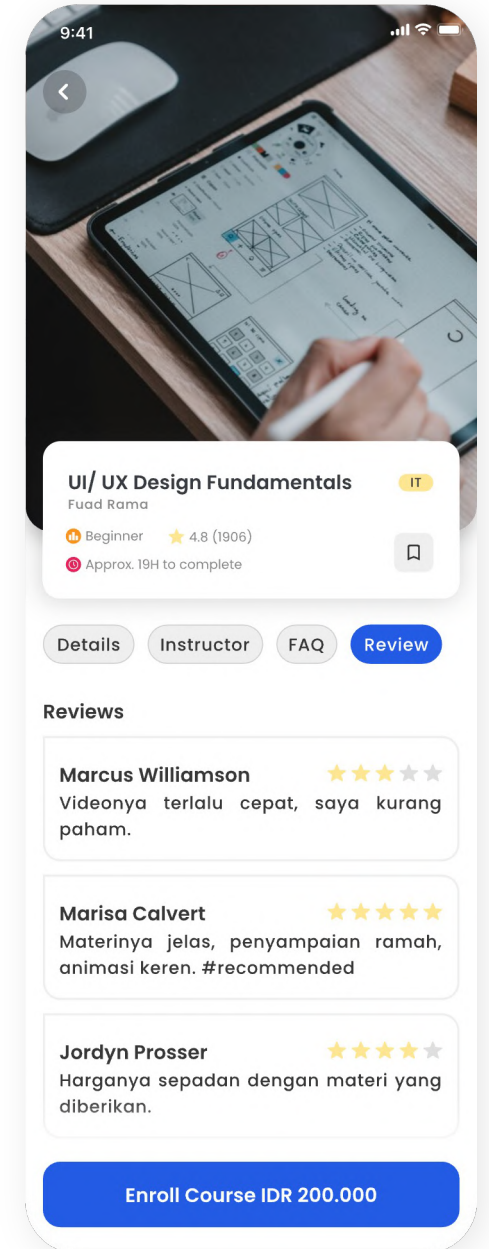 9:41
UI/ UX Design Fundamentals
IT
Fuad Rama
Beginner
4.8 (1906)
Approx. 19H to complete
Details
Instructor
FAQ
Review
Reviews
Marcus Williamson
Videonya terlalu cepat, saya kurang
paham.
Marisa Calvert
Materinya jelas, penyampaian ramah,
animasi keren. #recommended
Jordyn Prosser
Harganya sepadan dengan materi yang
diberikan.
Enroll Course IDR 200.000